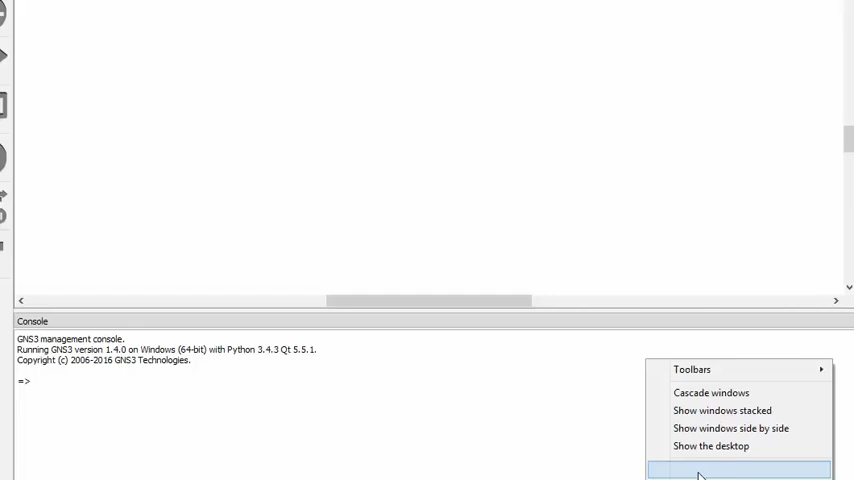 Console
GNS3 management console.
Running GNS3 version 1.4.0 on Windows (64-bit) with Python 3.4.3 Qt 5.5.1.
Copyright (c) 2006-2016 GNS3 Technologies.
=>
Toolbars
Cascade windows
Show windows stacked
Show windows side by side
Show the desktop